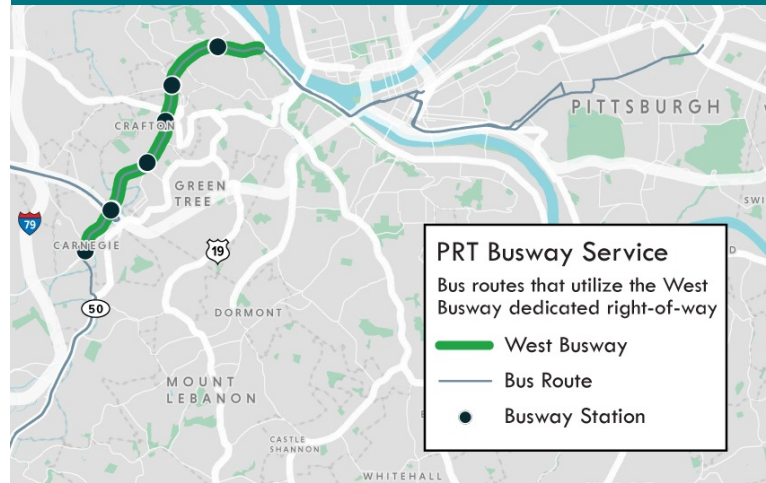 PITTSBURGH
CRAFTON
GREEN
TREE
79
CARNEGIE
19
50
DORMONT
MOUNT
LEBANON
CASTLE
SHANNON
WHITEHALL
PRT Busway Service
Bus routes that utilize the West
Busway dedicated right-of-way
West Busway
Bus Route
Busway Station